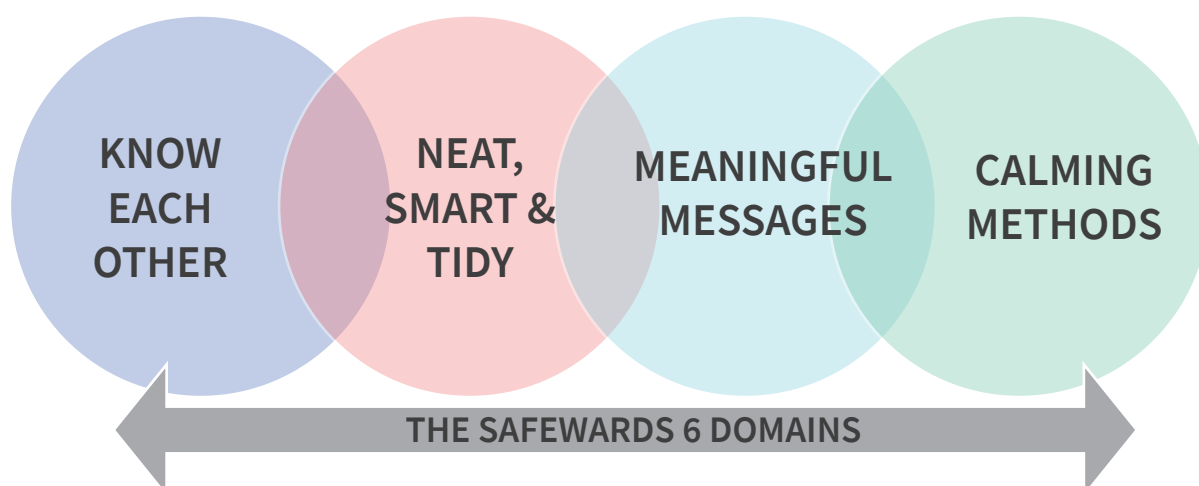 KNOW
EACH
OTHER
NEAT,
SMART &
TIDY
MEANINGFUL
MESSAGES
CALMING
METHODS
THE SAFEWARDS 6 DOMAINS